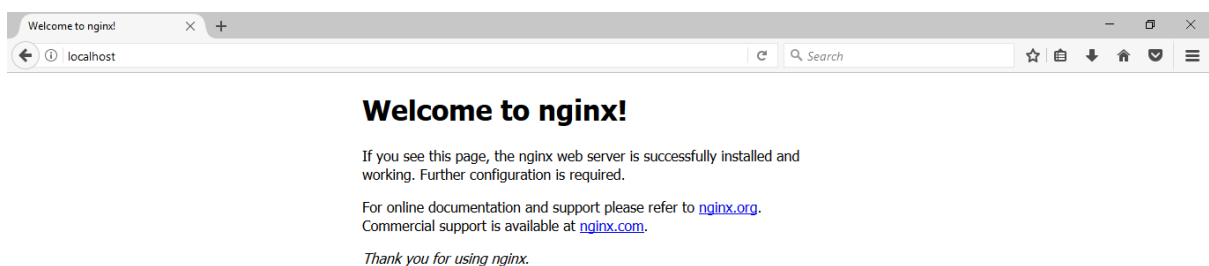 Welcome to nginx!
localhost
Search
Welcome to nginx!
If you see this page, the nginx web server is successfully installed and
working. Further configuration is required.
For online documentation and support please refer to nginx.org.
Commercial support is available at nginx.com.
Thank you for using nginx.